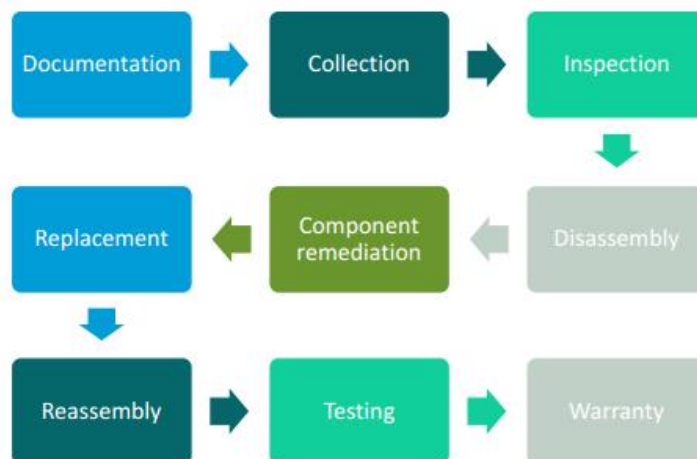 Documentation
Collection
Inspection
Disassembly
Component
remediation
Replacement
Reassembly
Testing
Warranty